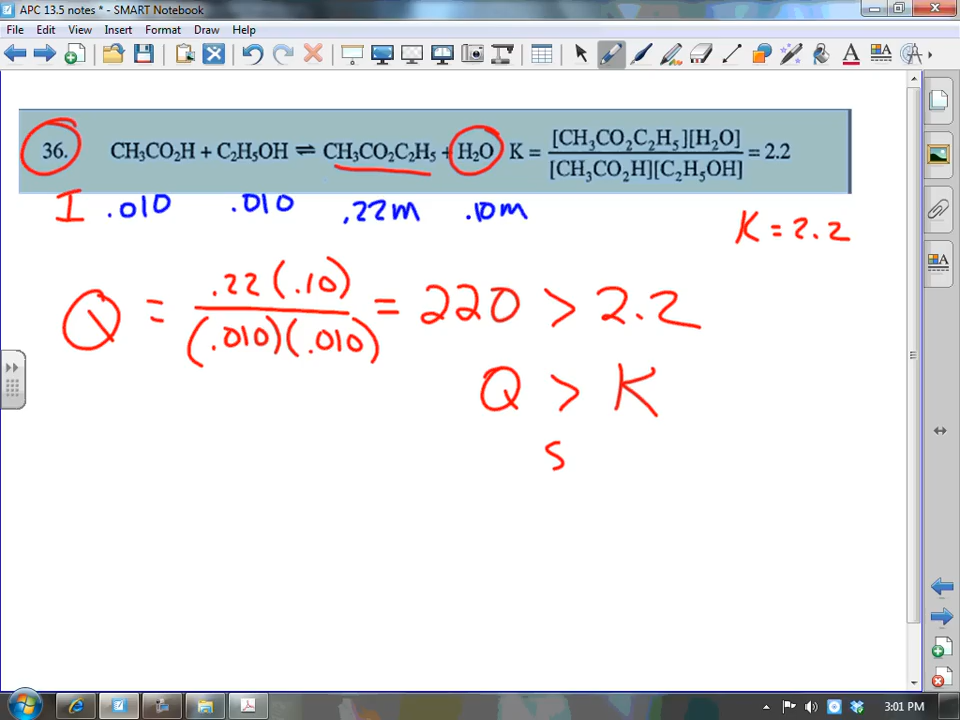 APC 13.5 notes * - SMART Notebook
File Edit View Insert Format Draw Help
36. CH₃CO₂H + C₂H₅OH ⇌ CH₃CO₂C₂H₅ + H₂O K = [CH₃CO₂C₂H₅][H₂O] / [CH₃CO₂H][C₂H₅OH] = 2.2
I .010 .010 .22m .10m
K = 2.2
Q = .22(.10) / (.010)(.010) = 220 > 2.2
Q > K
S
3:01 PM